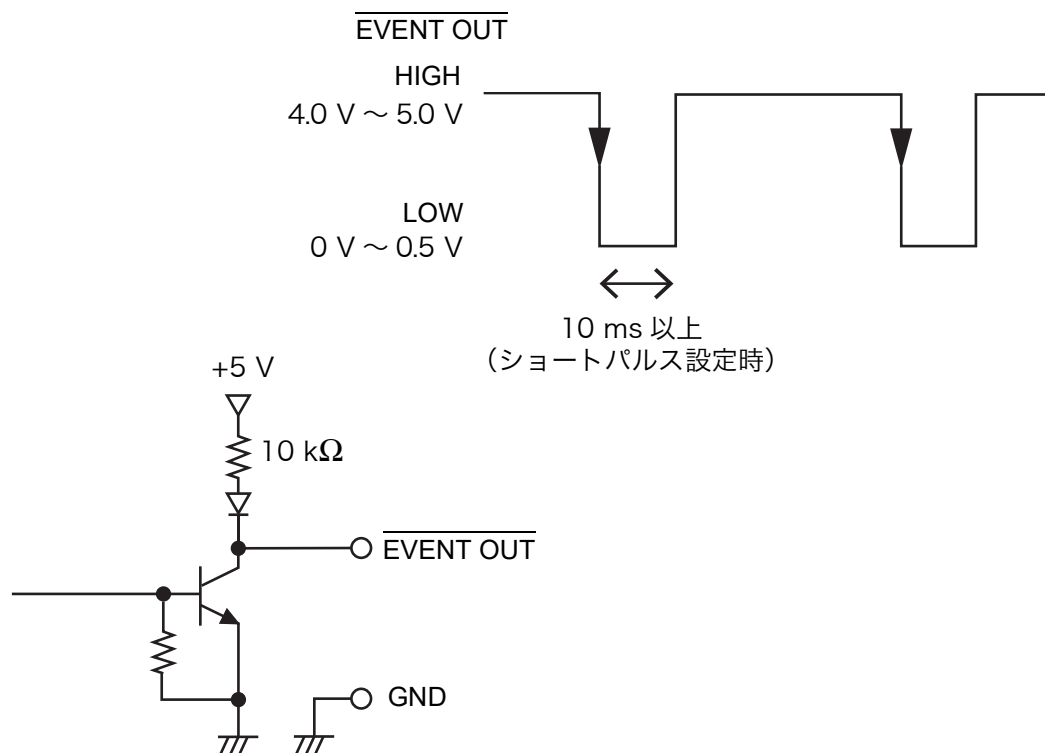 EVENT OUT
HIGH
4.0 V ～ 5.0 V
LOW
0 V ～ 0.5 V
10 ms 以上
（ショートパルス設定時）
+5 V
10 kΩ
EVENT OUT
GND